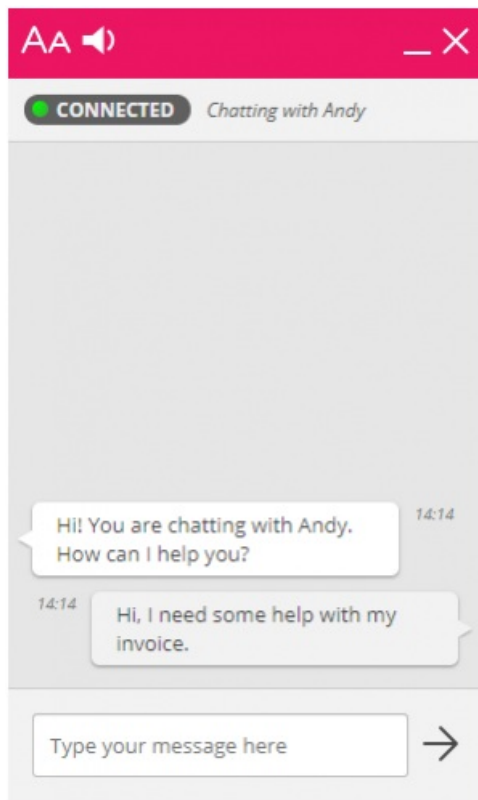 AA
CONNECTED Chatting with Andy
Hi! You are chatting with Andy. 14:14
How can I help you?
14:14 Hi, I need some help with my
invoice.
Type your message here